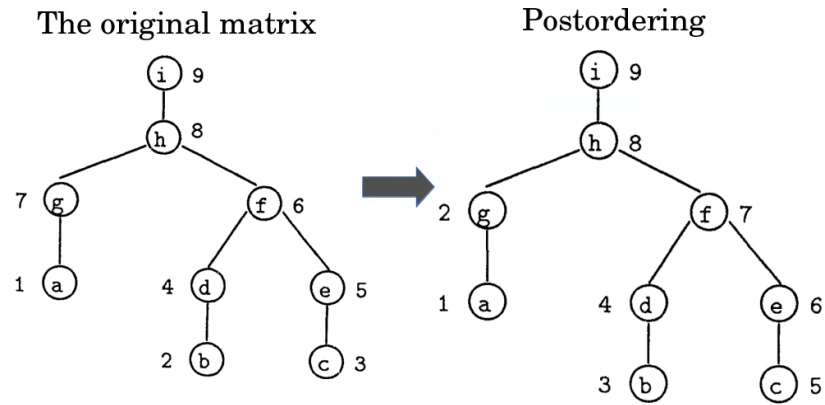 The original matrix
Postordering
i 9
h 8
7 g
f 6
1 a
4 d
e 5
2 b
c 3
i 9
h 8
2 g
f 7
1 a
4 d
e 6
3 b
c 5